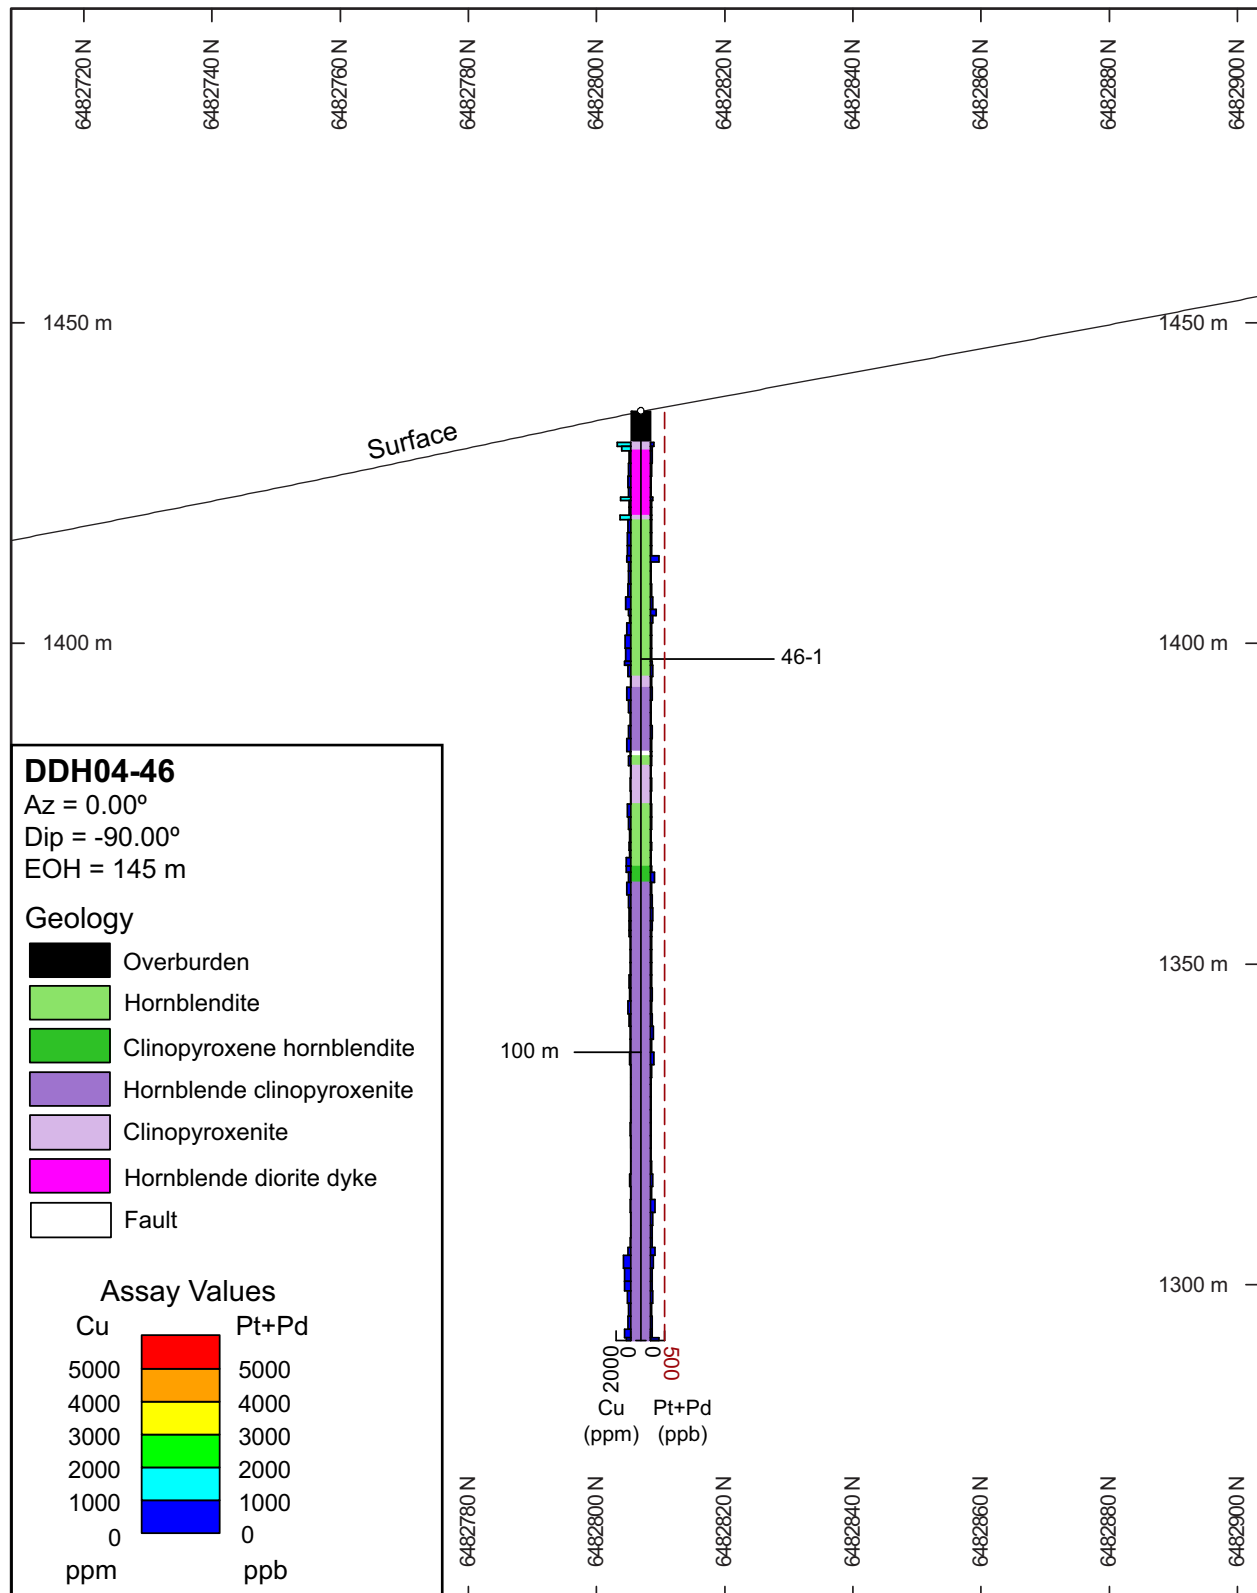 6482720 N
6482740 N
6482760 N
6482780 N
6482800 N
6482820 N
6482840 N
6482860 N
6482880 N
6482900 N
1450 m
1450 m
Surface
1400 m
1400 m
46-1
DDH04-46
Az = 0.00º
Dip = -90.00º
EOH = 145 m
Geology
Overburden
Hornblendite
Clinopyroxene hornblendite
Hornblende clinopyroxenite
Clinopyroxenite
Hornblende diorite dyke
Fault
1350 m
100 m
1300 m
Assay Values
Cu Pt+Pd
5000 5000
4000 4000
3000 3000
2000 2000
1000 1000
0 0
ppm ppb
2000 0 0 500
Cu Pt+Pd
(ppm) (ppb)
6482780 N
6482800 N
6482820 N
6482840 N
6482860 N
6482880 N
6482900 N